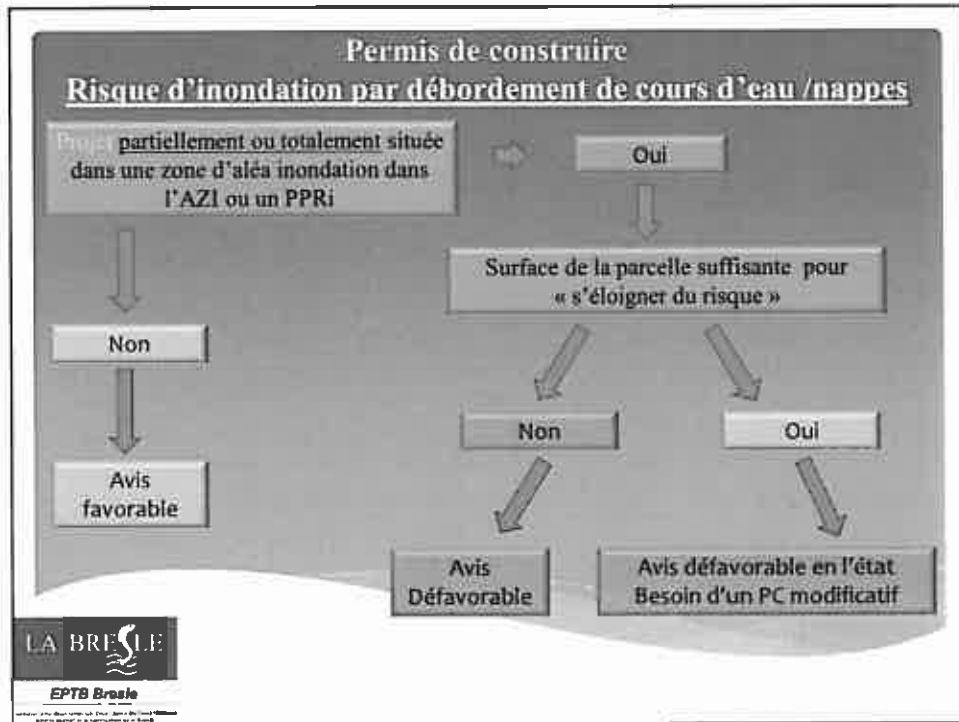 Permis de construire
Risque d'inondation par débordement de cours d'eau /nappes
Projet partiellement ou totalement située
dans une zone d'aléa inondation dans
l'AZI ou un PPRi
Oui
Surface de la parcelle suffisante pour
« s'éloigner du risque »
Non
Non
Oui
Avis
favorable
Avis
Défavorable
Avis défavorable en l'état
Besoin d'un PC modificatif
LA BRESLE
EPTB Bresle